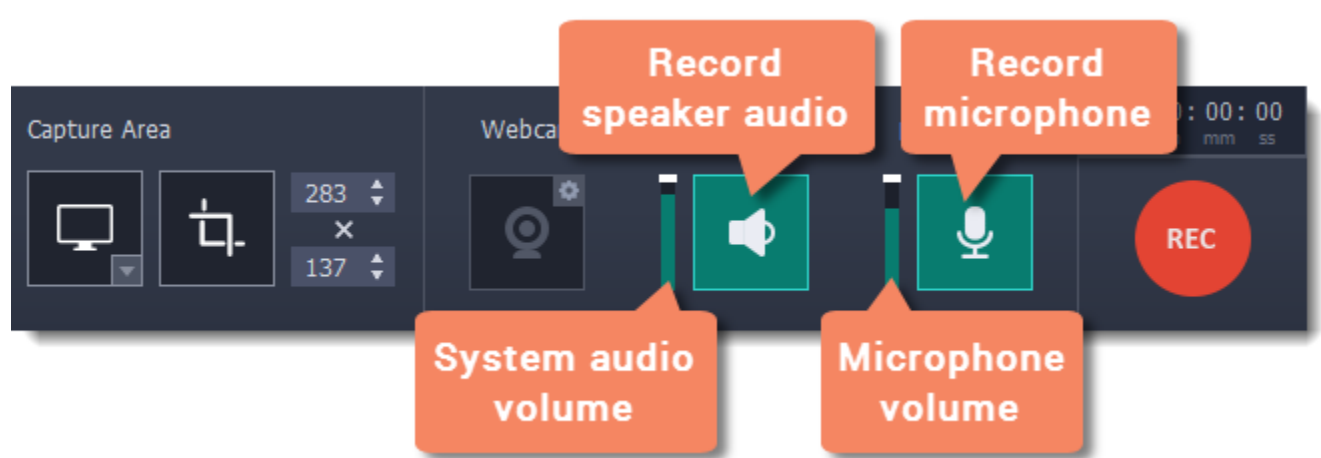 Record
speaker audio
Record
microphone
Capture Area
Webca
: 00: 00
mm ss
283
×
137
REC
System audio
volume
Microphone
volume